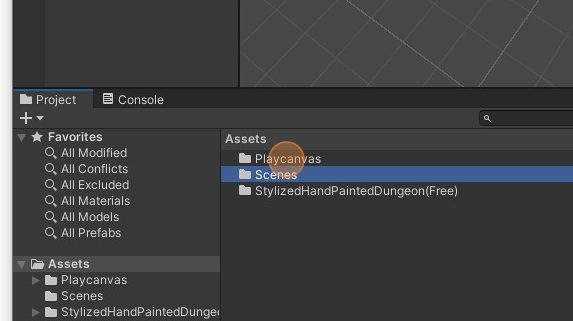 Project
Console
Favorites
All Modified
All Conflicts
All Excluded
All Materials
All Models
All Prefabs
Assets
Playcanvas
Scenes
StylizedHandPaintedDunge
Assets
Playcanvas
Scenes
StylizedHandPaintedDungeon(Free)